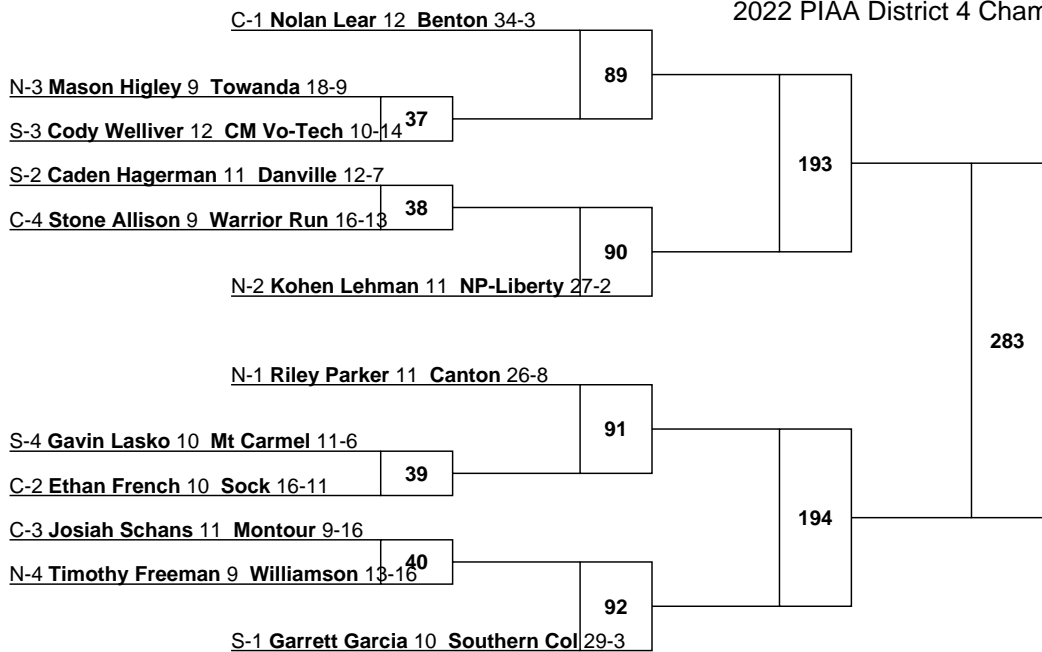 2022 PIAA District 4 Cham
C-1 Nolan Lear 12 Benton 34-3
89
N-3 Mason Higley 9 Towanda 18-9
37
S-3 Cody Welliver 12 CM Vo-Tech 10-14
193
S-2 Caden Hagerman 11 Danville 12-7
38
C-4 Stone Allison 9 Warrior Run 16-13
90
N-2 Kohen Lehman 11 NP-Liberty 27-2
283
N-1 Riley Parker 11 Canton 26-8
91
S-4 Gavin Lasko 10 Mt Carmel 11-6
39
C-2 Ethan French 10 Sock 16-11
194
C-3 Josiah Schans 11 Montour 9-16
40
N-4 Timothy Freeman 9 Williamson 13-16
92
S-1 Garrett Garcia 10 Southern Col 29-3